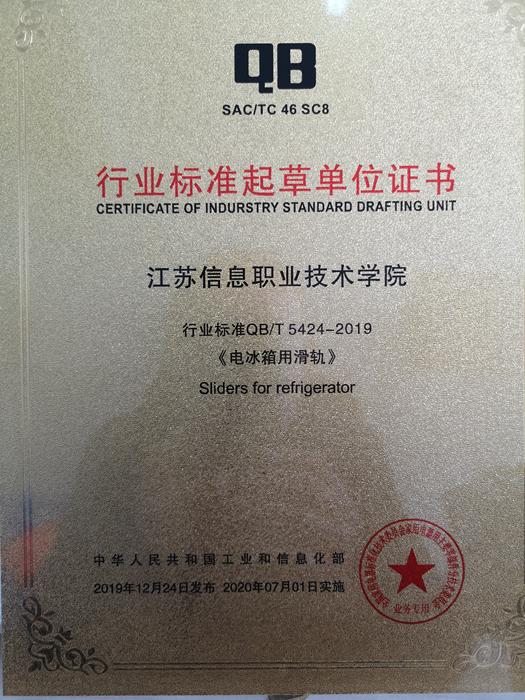 QB
SAC/TC 46 SC8
行业标准起草单位证书
CERTIFICATE OF INDURSTRY STANDARD DRAFTING UNIT
江苏信息职业技术学院
行业标准QB/T 5424-2019
《电冰箱用滑轨》
Sliders for refrigerator
中华人民共和国工业和信息化部
2019年12月24日发布 2020年07月01日实施
业务专用